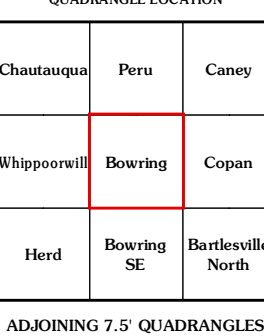 QUADRANGLE LOCATION
Chautauqua Peru Caney
Whippoorwill Bowring Copan
Herd Bowring SE Bartlesville North
ADJOINING 7.5' QUADRANGLES